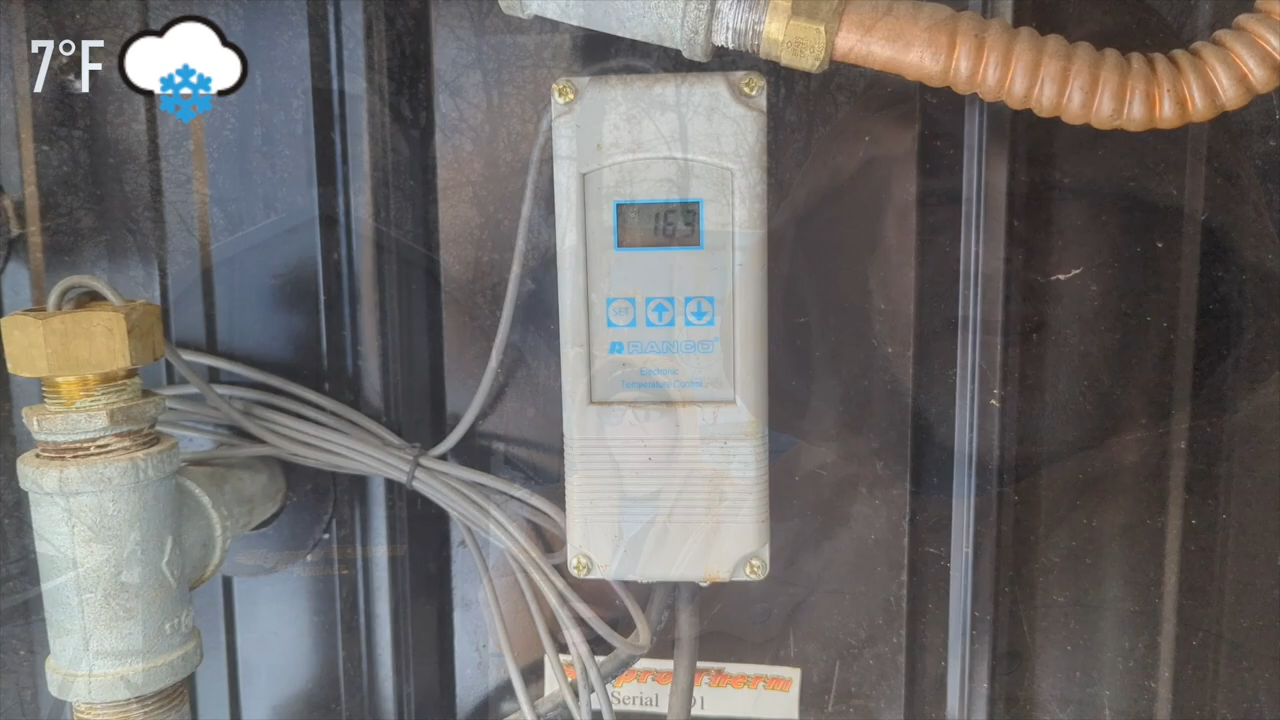 7°F
163
SET
RANCO
Electronic
Temperature Control
Serial